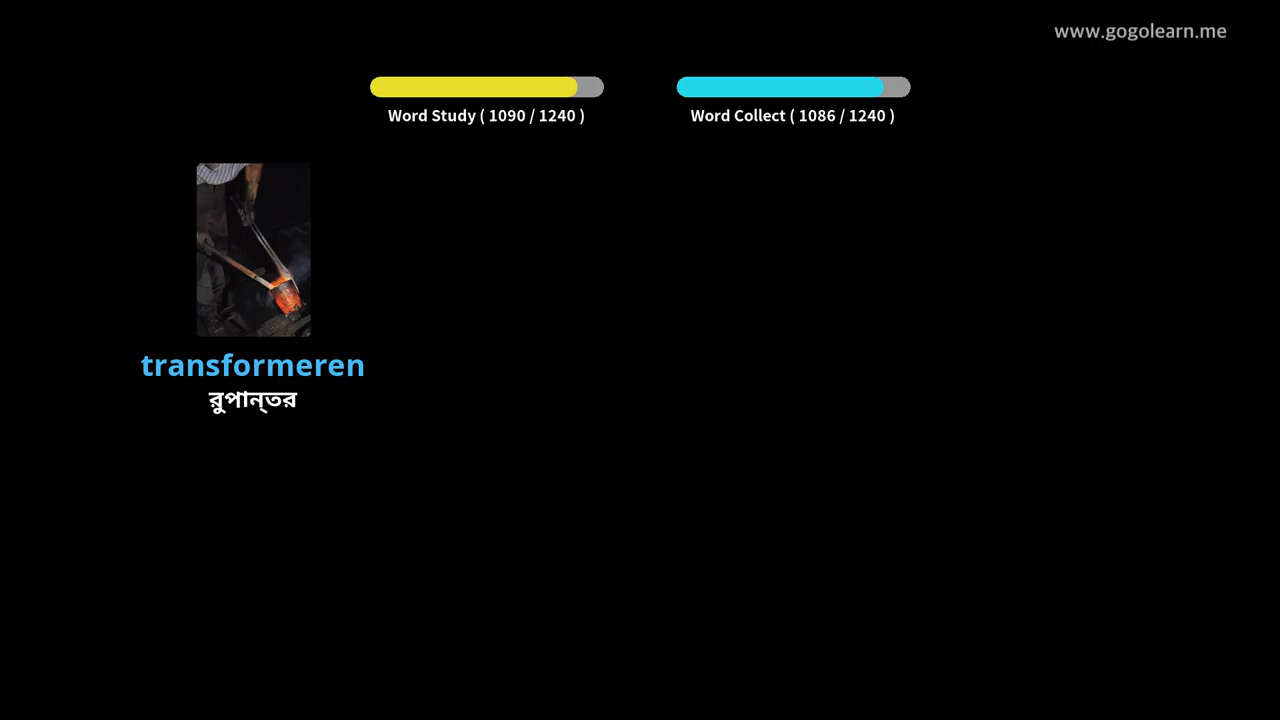 www.gogolearn.me
Word Study ( 1090 / 1240 )
Word Collect ( 1086 / 1240 )
transformeren
রুপান্তর